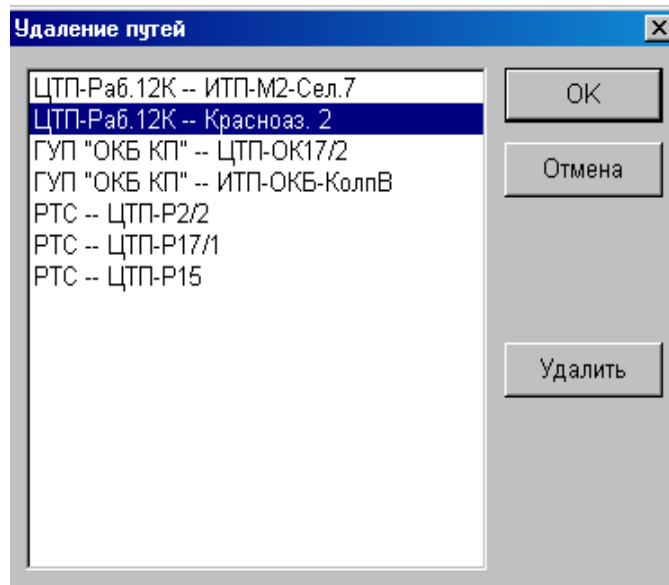 Удаление путей
ЦТП-Раб.12К -- ИТП-М2-Сел.7
ЦТП-Раб.12К -- Красноаз. 2
ГУП "ОКБ КП" -- ЦТП-ОК17/2
ГУП "ОКБ КП" -- ИТП-ОКБ-КолпВ
РТС -- ЦТП-Р2/2
РТС -- ЦТП-Р17/1
РТС -- ЦТП-Р15
OK
Отмена
Удалить